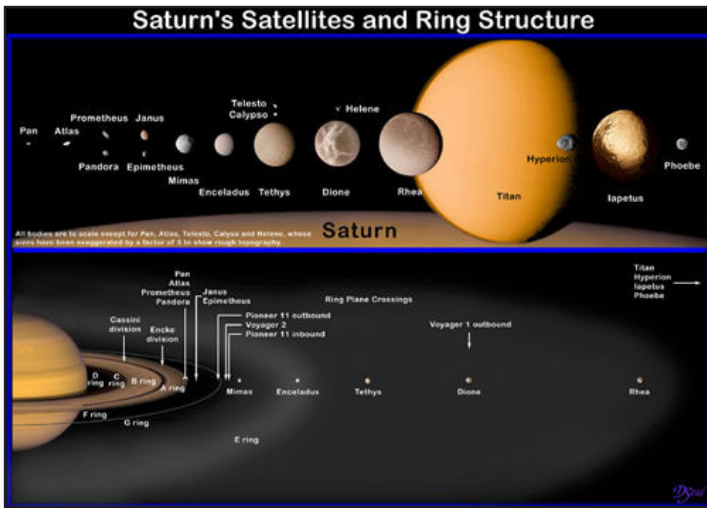 Saturn's Satellites and Ring Structure
Pan
Atlas
Prometheus
Pandora
Janus
Epimetheus
Mimas
Enceladus
Telesto
Calypso
Tethys
Helene
Dione
Rhea
Titan
Hyperion
Iapetus
Phoebe
All bodies are to scale except for Pan, Atlas, Telesto, Calyso and Helene, whose
sizes have been exaggerated by a factor of 5 to show rough topography.
Saturn
Pan
Atlas
Prometheus
Pandora
Janus
Epimetheus
Cassini
division
Encke
division
Pioneer 11 outbound
Voyager 2
Pioneer 11 inbound
Ring Plane Crossings
Voyager 1 outbound
Titan
Hyperion
Iapetus
Phoebe
D
ring
C
ring
B ring
A ring
F ring
G ring
E ring
Mimas
Enceladus
Tethys
Dione
Rhea